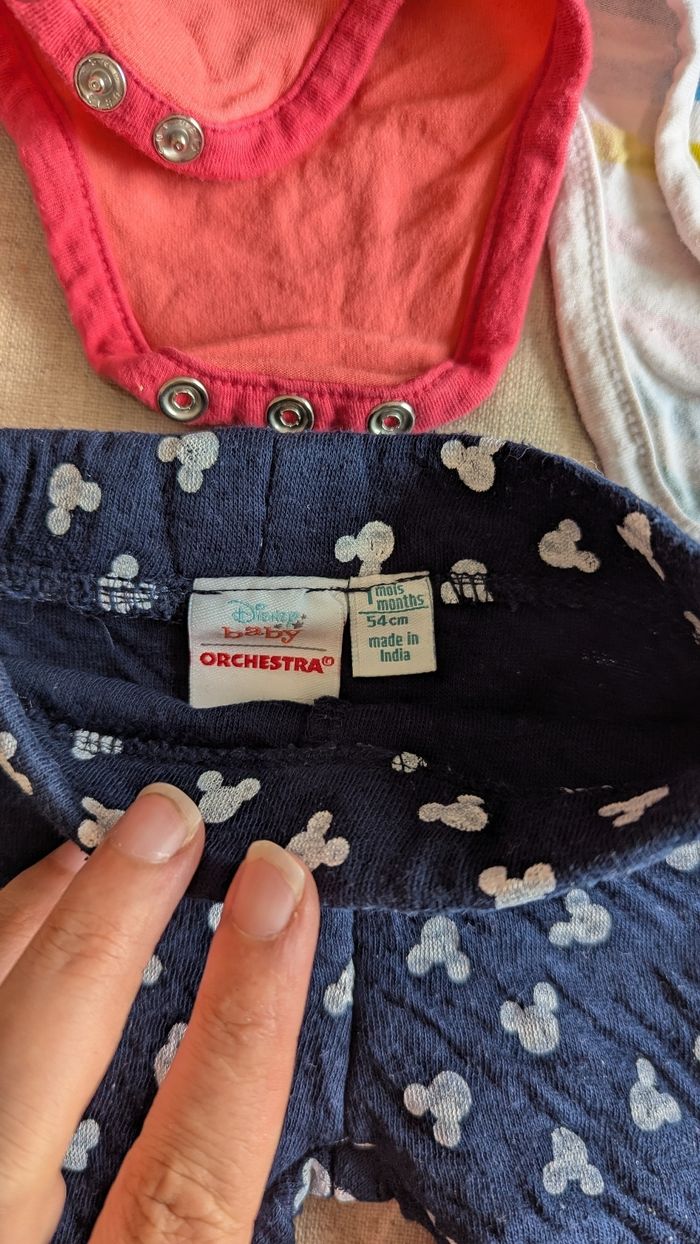 Disney
baby
ORCHESTRA
1 mois
months
54cm
made in
India